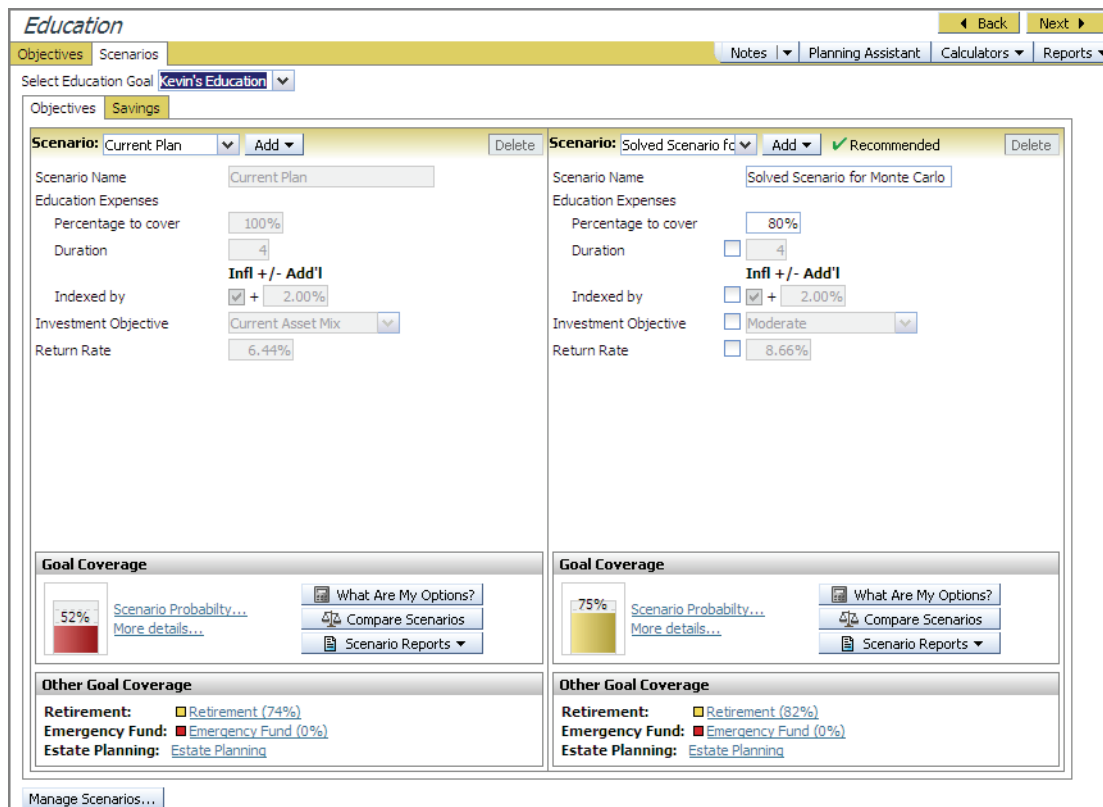 Education
Back Next
Objectives Scenarios
Notes Planning Assistant Calculators Reports
Select Education Goal Kevin's Education
Objectives Savings
Scenario: Current Plan Add Delete
Scenario Name Current Plan
Education Expenses
Percentage to cover 100%
Duration 4
Infl +/- Add'l
Indexed by + 2.00%
Investment Objective Current Asset Mix
Return Rate 6.44%
Goal Coverage
52%
Scenario Probabilty...
More details...
What Are My Options?
Compare Scenarios
Scenario Reports
Other Goal Coverage
Retirement: Retirement (74%)
Emergency Fund: Emergency Fund (0%)
Estate Planning: Estate Planning
Scenario: Solved Scenario fo Add Recommended Delete
Scenario Name Solved Scenario for Monte Carlo
Education Expenses
Percentage to cover 80%
Duration 4
Infl +/- Add'l
Indexed by + 2.00%
Investment Objective Moderate
Return Rate 8.66%
Goal Coverage
75%
Scenario Probabilty...
More details...
What Are My Options?
Compare Scenarios
Scenario Reports
Other Goal Coverage
Retirement: Retirement (82%)
Emergency Fund: Emergency Fund (0%)
Estate Planning: Estate Planning
Manage Scenarios...